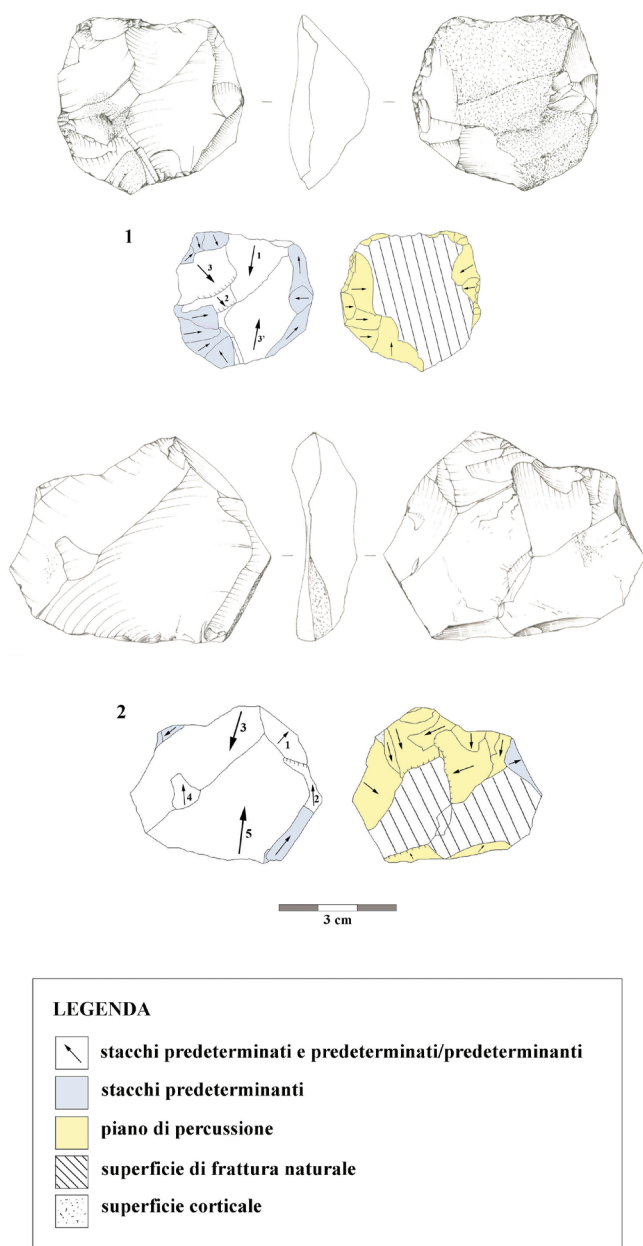 1
3
1
2
3'
2
3
1
4
2
5
3 cm
LEGENDA
stacchi predeterminati e predeterminati/predeterminanti
stacchi predeterminanti
piano di percussione
superficie di frattura naturale
superficie corticale